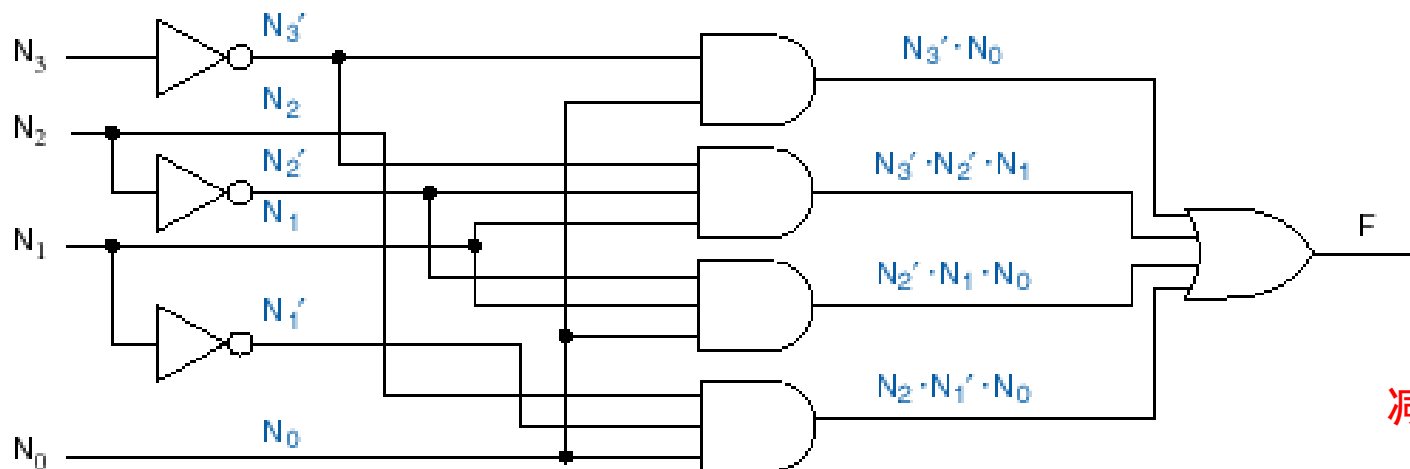 N₃ N₃′ N₃′·N₀
N₂ N₂
N₂′ N₃′·N₂′·N₁
N₁ N₁ F
N₁′ N₂′·N₁·N₀
N₂·N₁′·N₀
N₀ N₀